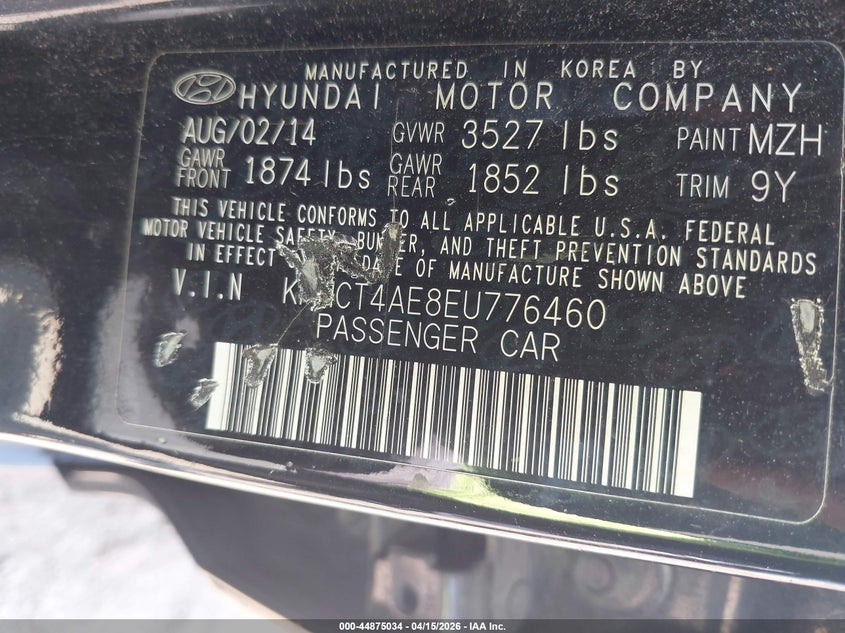 MANUFACTURED IN KOREA BY
HYUNDAI MOTOR COMPANY
AUG/02/14 GVWR 3527 lbs PAINT MZH
GAWR FRONT 1874 lbs GAWR REAR 1852 lbs TRIM 9Y
THIS VEHICLE CONFORMS TO ALL APPLICABLE U.S.A. FEDERAL
MOTOR VEHICLE SAFETY, AND THEFT PREVENTION STANDARDS
IN EFFECT DATE OF MANUFACTURE SHOWN ABOVE
V.I.N CT4AE8EU776460
PASSENGER CAR
000-44875034 - 04/15/2026 - IAA Inc.